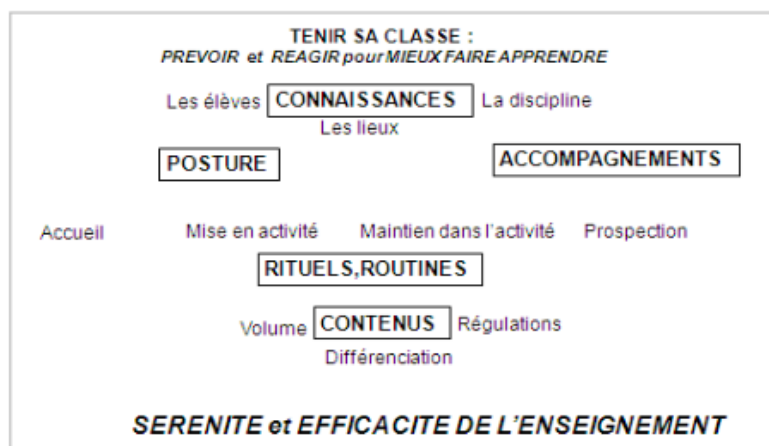 TENIR SA CLASSE :
PREVOIR et REAGIR pour MIEUX FAIRE APPRENDRE
Les élèves CONNAISSANCES La discipline
Les lieux
POSTURE ACCOMPAGNEMENTS
Accueil Mise en activité Maintien dans l'activité Prospection
RITUELS,ROUTINES
Volume CONTENUS Régulations
Différenciation
SERENITE et EFFICACITE DE L'ENSEIGNEMENT